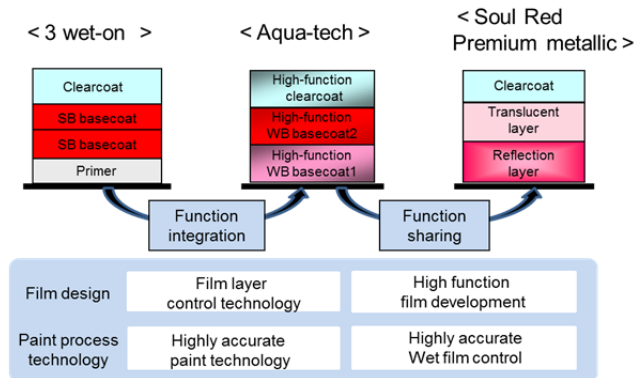 < 3 wet-on >
< Aqua-tech >
< Soul Red
Premium metallic >
Clearcoat
SB basecoat
SB basecoat
Primer
High-function
clearcoat
High-function
WB basecoat2
High-function
WB basecoat1
Clearcoat
Translucent
layer
Reflection
layer
Function
integration
Function
sharing
Film design
Film layer
control technology
High function
film development
Paint process
technology
Highly accurate
paint technology
Highly accurate
Wet film control